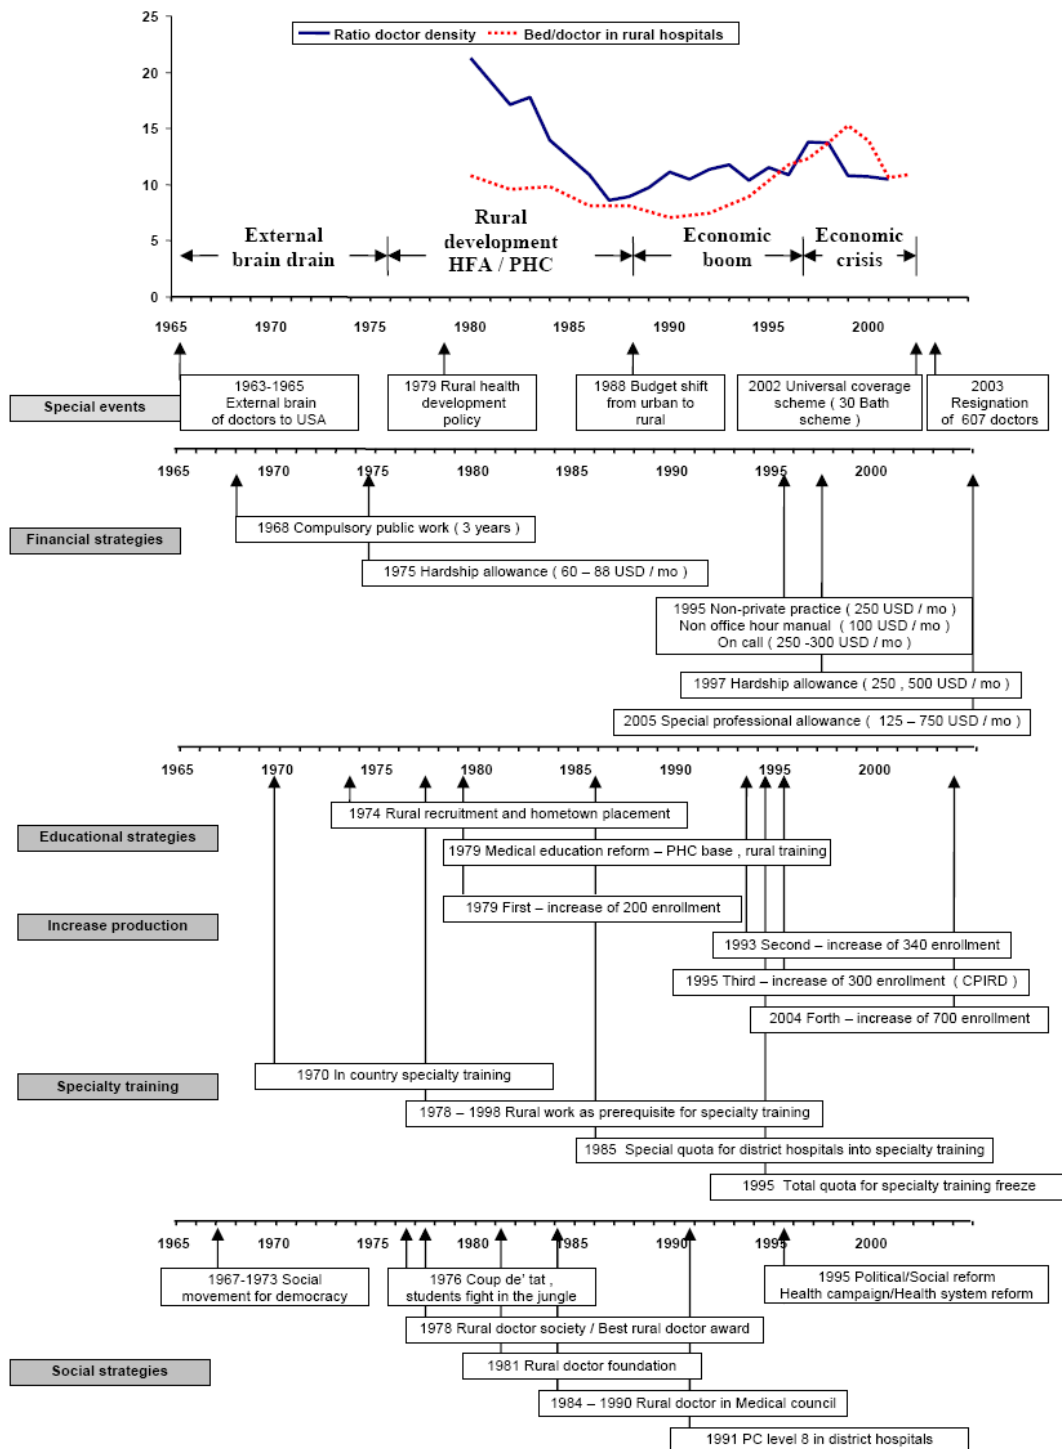 25
Ratio doctor density
Bed/doctor in rural hospitals
20
15
10
External
brain drain
Rural
development
HFA / PHC
Economic
boom
Economic
crisis
5
0
1965 1970 1975 1980 1985 1990 1995 2000
Special events
1963-1965
External brain
of doctors to USA
1979 Rural health
development
policy
1988 Budget shift
from urban to
rural
2002 Universal coverage
scheme ( 30 Bath
scheme )
2003
Resignation
of 607 doctors
1965 1970 1975 1980 1985 1990 1995 2000
Financial strategies
1968 Compulsory public work ( 3 years )
1975 Hardship allowance ( 60 – 88 USD / mo )
1995 Non-private practice ( 250 USD / mo )
Non office hour manual ( 100 USD / mo )
On call ( 250 -300 USD / mo )
1997 Hardship allowance ( 250 , 500 USD / mo )
2005 Special professional allowance ( 125 – 750 USD / mo )
1965 1970 1975 1980 1985 1990 1995 2000
Educational strategies
1974 Rural recruitment and hometown placement
1979 Medical education reform – PHC base , rural training
Increase production
1979 First – increase of 200 enrollment
1993 Second – increase of 340 enrollment
1995 Third – increase of 300 enrollment ( CPIRD )
2004 Forth – increase of 700 enrollment
Specialty training
1970 In country specialty training
1978 – 1998 Rural work as prerequisite for specialty training
1985 Special quota for district hospitals into specialty training
1995 Total quota for specialty training freeze
1965 1970 1975 1980 1985 1990 1995 2000
1967-1973 Social
movement for democracy
1976 Coup de' tat ,
students fight in the jungle
1995 Political/Social reform
Health campaign/Health system reform
1978 Rural doctor society / Best rural doctor award
Social strategies
1981 Rural doctor foundation
1984 – 1990 Rural doctor in Medical council
1991 PC level 8 in district hospitals